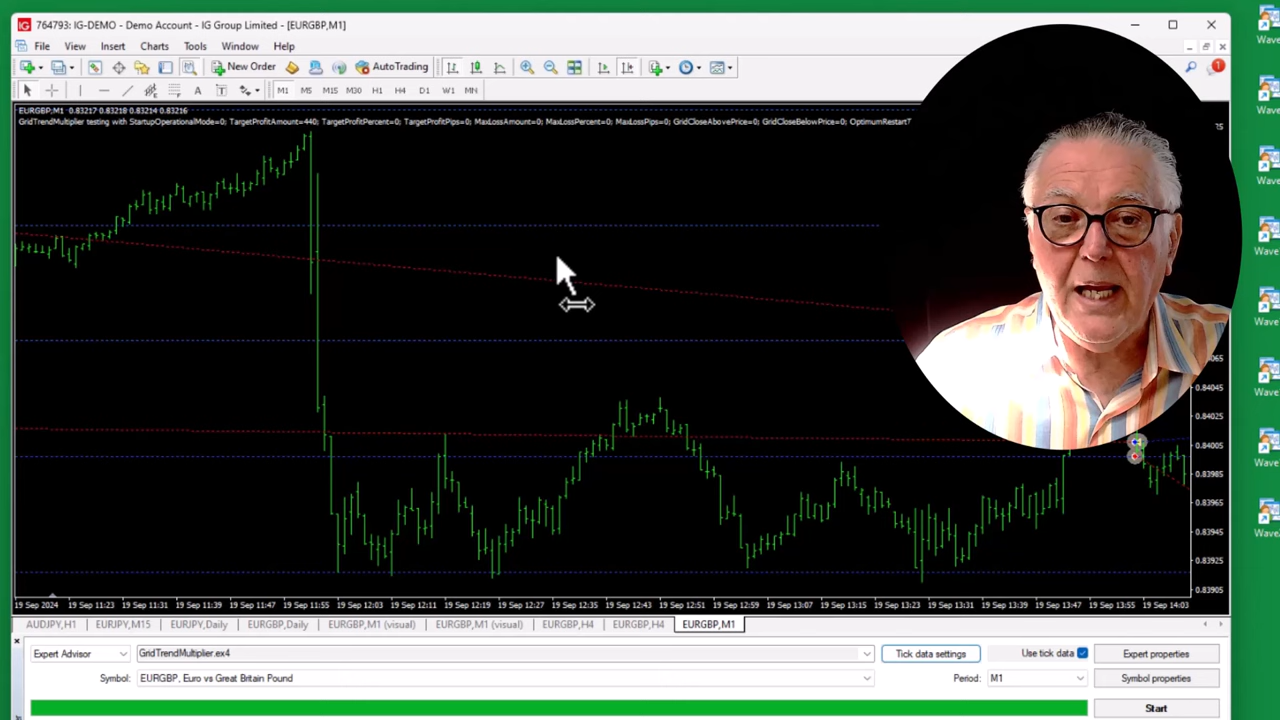 IG 764793: IG-DEMO - Demo Account - IG Group Limited - [EURGBP,M1]
File View Insert Charts Tools Window Help
New Order AutoTrading 1
A T M1 M5 M15 M30 H1 H4 D1 W1 MN
EURGBP,M1 0.83217 0.83218 0.83214 0.83216
GridTrendMultiplier testing with StartupOperationalMode=0; TargetProfitAmount=440; TargetProfitPercent=0; TargetProfitPips=0; MaxLossAmount=0; MaxLossPercent=0; MaxLossPips=0; GridCloseAbovePrice=0; GridCloseBelowPrice=0; OptimumRestartT
0.84045
0.84025
0.84005
0.83985
0.83965
0.83945
0.83925
0.83905
19 Sep 2024 19 Sep 11:23 19 Sep 11:31 19 Sep 11:39 19 Sep 11:47 19 Sep 11:55 19 Sep 12:03 19 Sep 12:11 19 Sep 12:19 19 Sep 12:27 19 Sep 12:35 19 Sep 12:43 19 Sep 12:51 19 Sep 12:59 19 Sep 13:07 19 Sep 13:15 19 Sep 13:23 19 Sep 13:31 19 Sep 13:39 19 Sep 13:47 19 Sep 13:55 19 Sep 14:03
AUDJPY,H1 EURJPY,M15 EURJPY,Daily EURGBP,Daily EURGBP,M1 (visual) EURGBP,M1 (visual) EURGBP,H4 EURGBP,H4 EURGBP,M1
Expert Advisor GridTrendMultiplier.ex4 Tick data settings Use tick data Expert properties
Symbol: EURGBP, Euro vs Great Britain Pound Period: M1 Symbol properties
Start